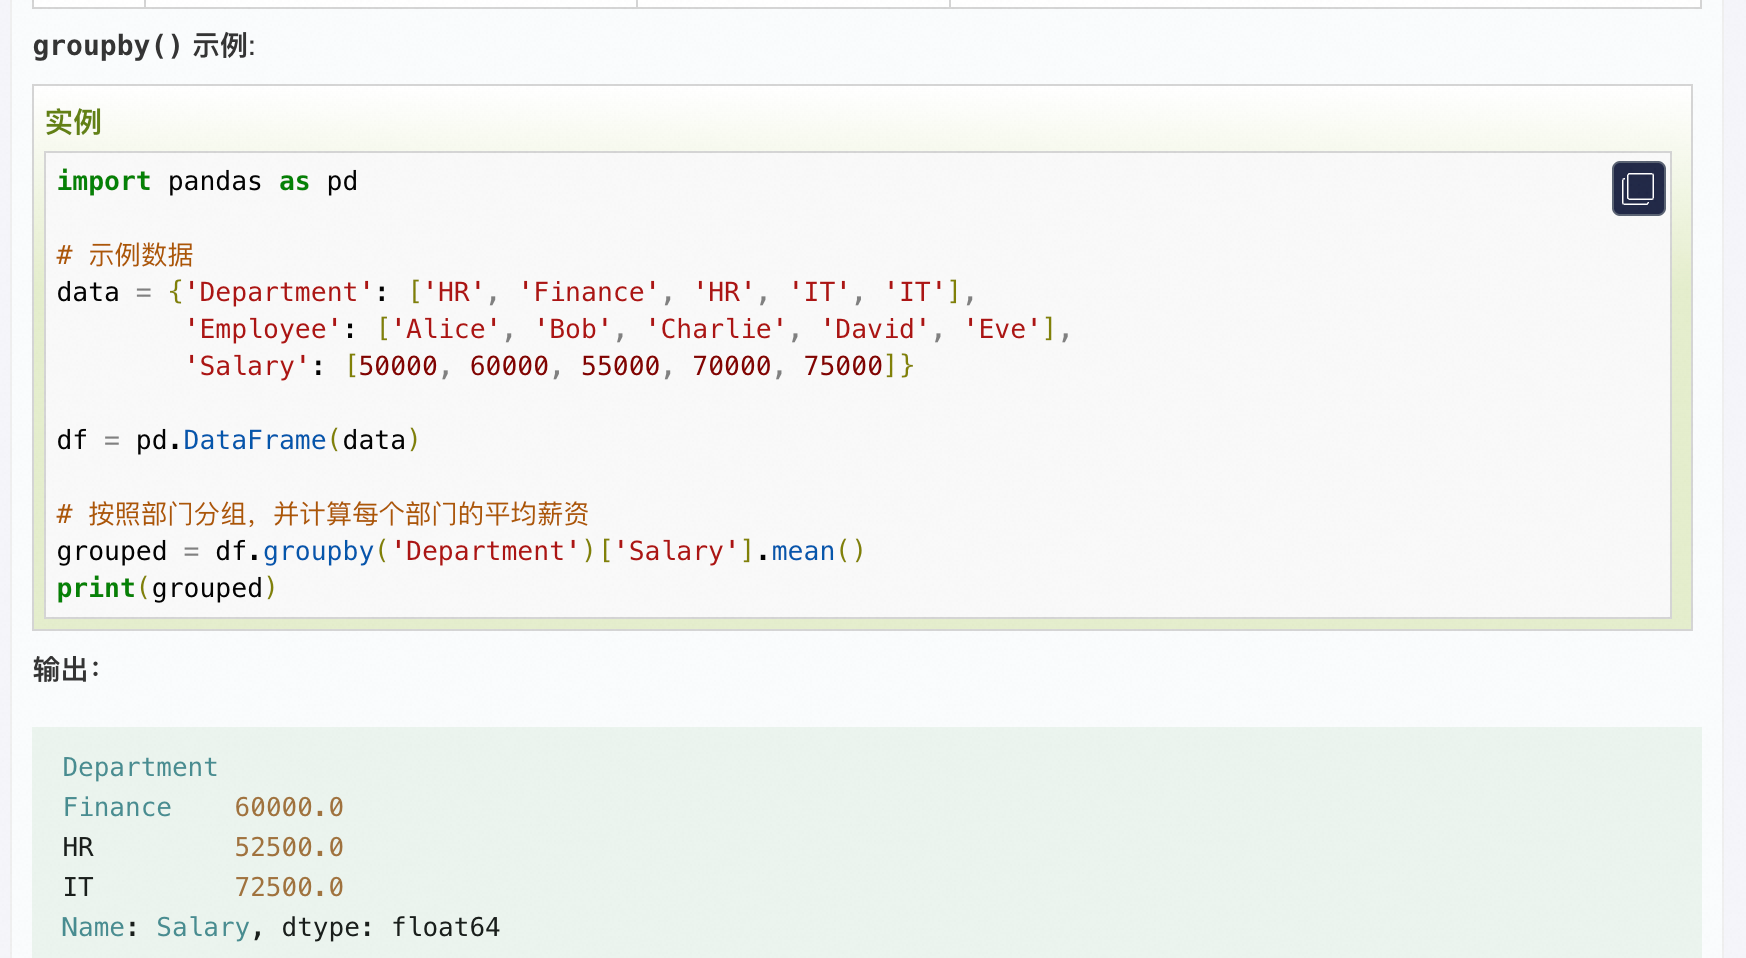 groupby() 示例:
实例
import pandas as pd
# 示例数据
data = {'Department': ['HR', 'Finance', 'HR', 'IT', 'IT'],
        'Employee': ['Alice', 'Bob', 'Charlie', 'David', 'Eve'],
        'Salary': [50000, 60000, 55000, 70000, 75000]}
df = pd.DataFrame(data)
# 按照部门分组，并计算每个部门的平均薪资
grouped = df.groupby('Department')['Salary'].mean()
print(grouped)
输出：
Department
Finance    60000.0
HR         52500.0
IT         72500.0
Name: Salary, dtype: float64